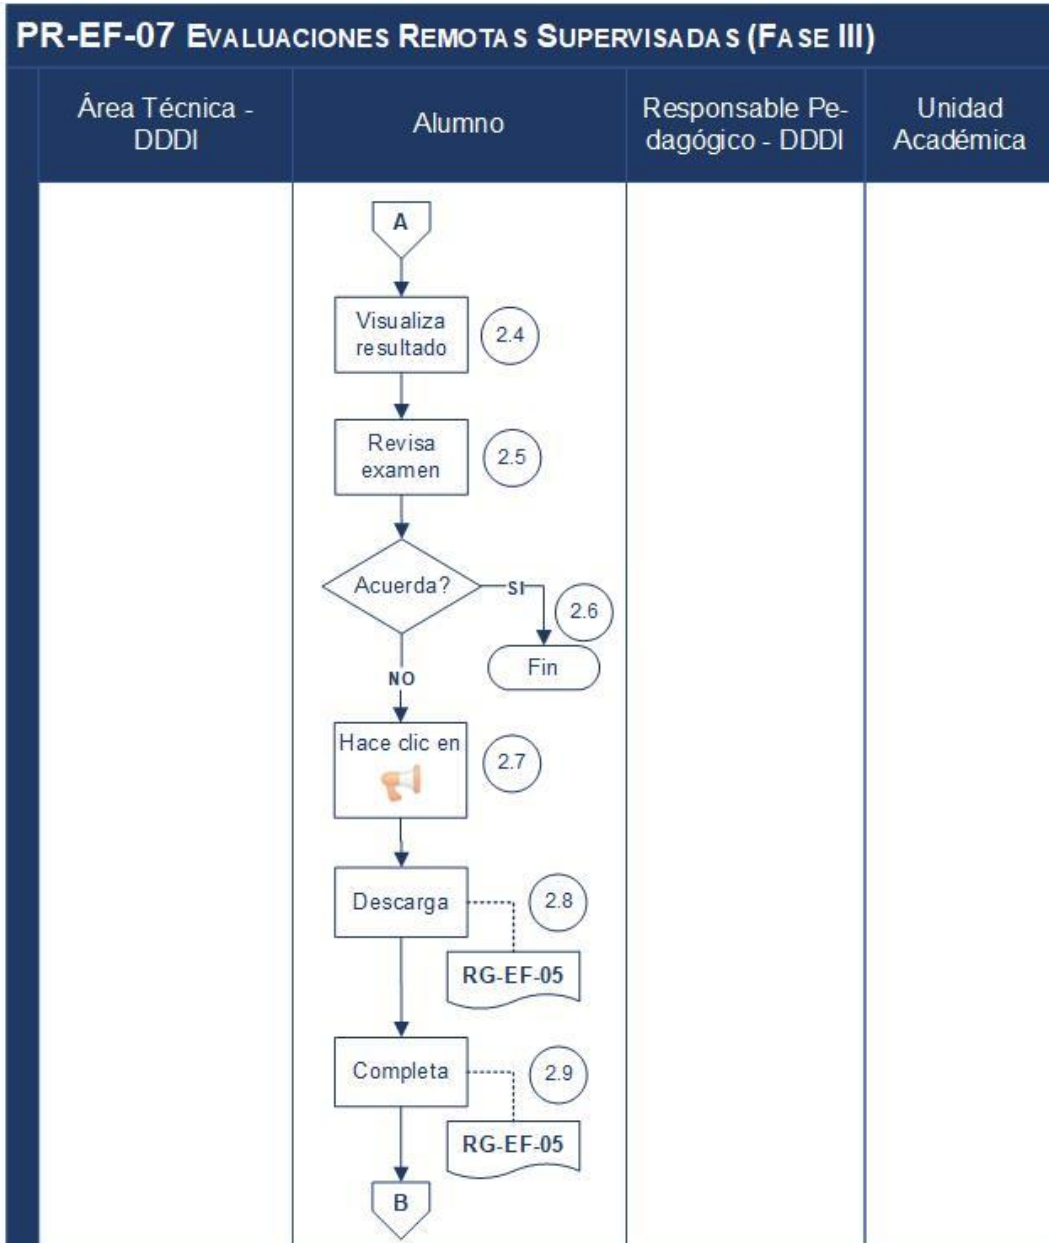 PR-EF-07 EVALUACIONES REMOTAS SUPERVISADAS (FASE III)
Área Técnica -
DDDI
Alumno
Responsable Pe-
dagógico - DDDI
Unidad
Académica
A
Visualiza
resultado
2.4
Revisa
examen
2.5
Acuerda?
SI
2.6
Fin
NO
Hace clic en
2.7
Descarga
2.8
RG-EF-05
Completa
2.9
RG-EF-05
B